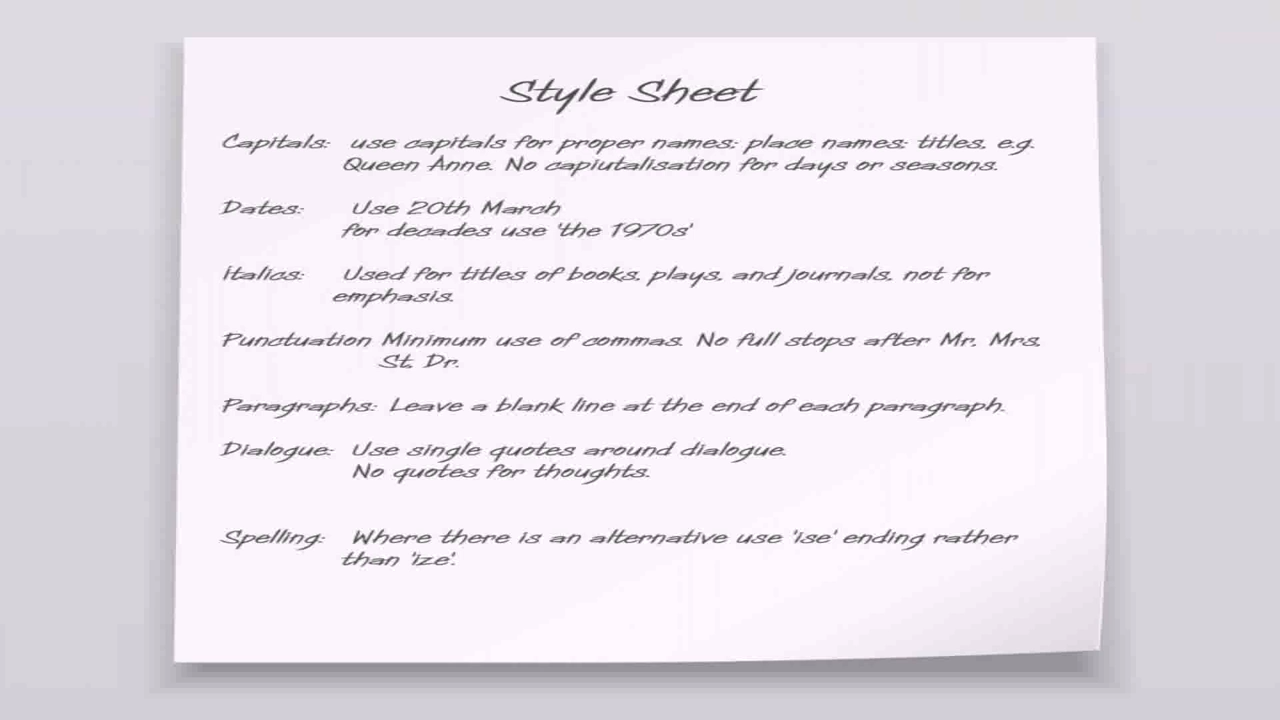 Style Sheet
Capitals: use capitals for proper names; place names; titles, e.g.
Queen Anne. No capiutalisation for days or seasons.
Dates: Use 20th March
for decades use 'the 1970s'
Italics: Used for titles of books, plays, and journals, not for
emphasis.
Punctuation Minimum use of commas. No full stops after Mr, Mrs,
St, Dr.
Paragraphs: Leave a blank line at the end of each paragraph.
Dialogue: Use single quotes around dialogue.
No quotes for thoughts.
Spelling: Where there is an alternative use 'ise' ending rather
than 'ize'.